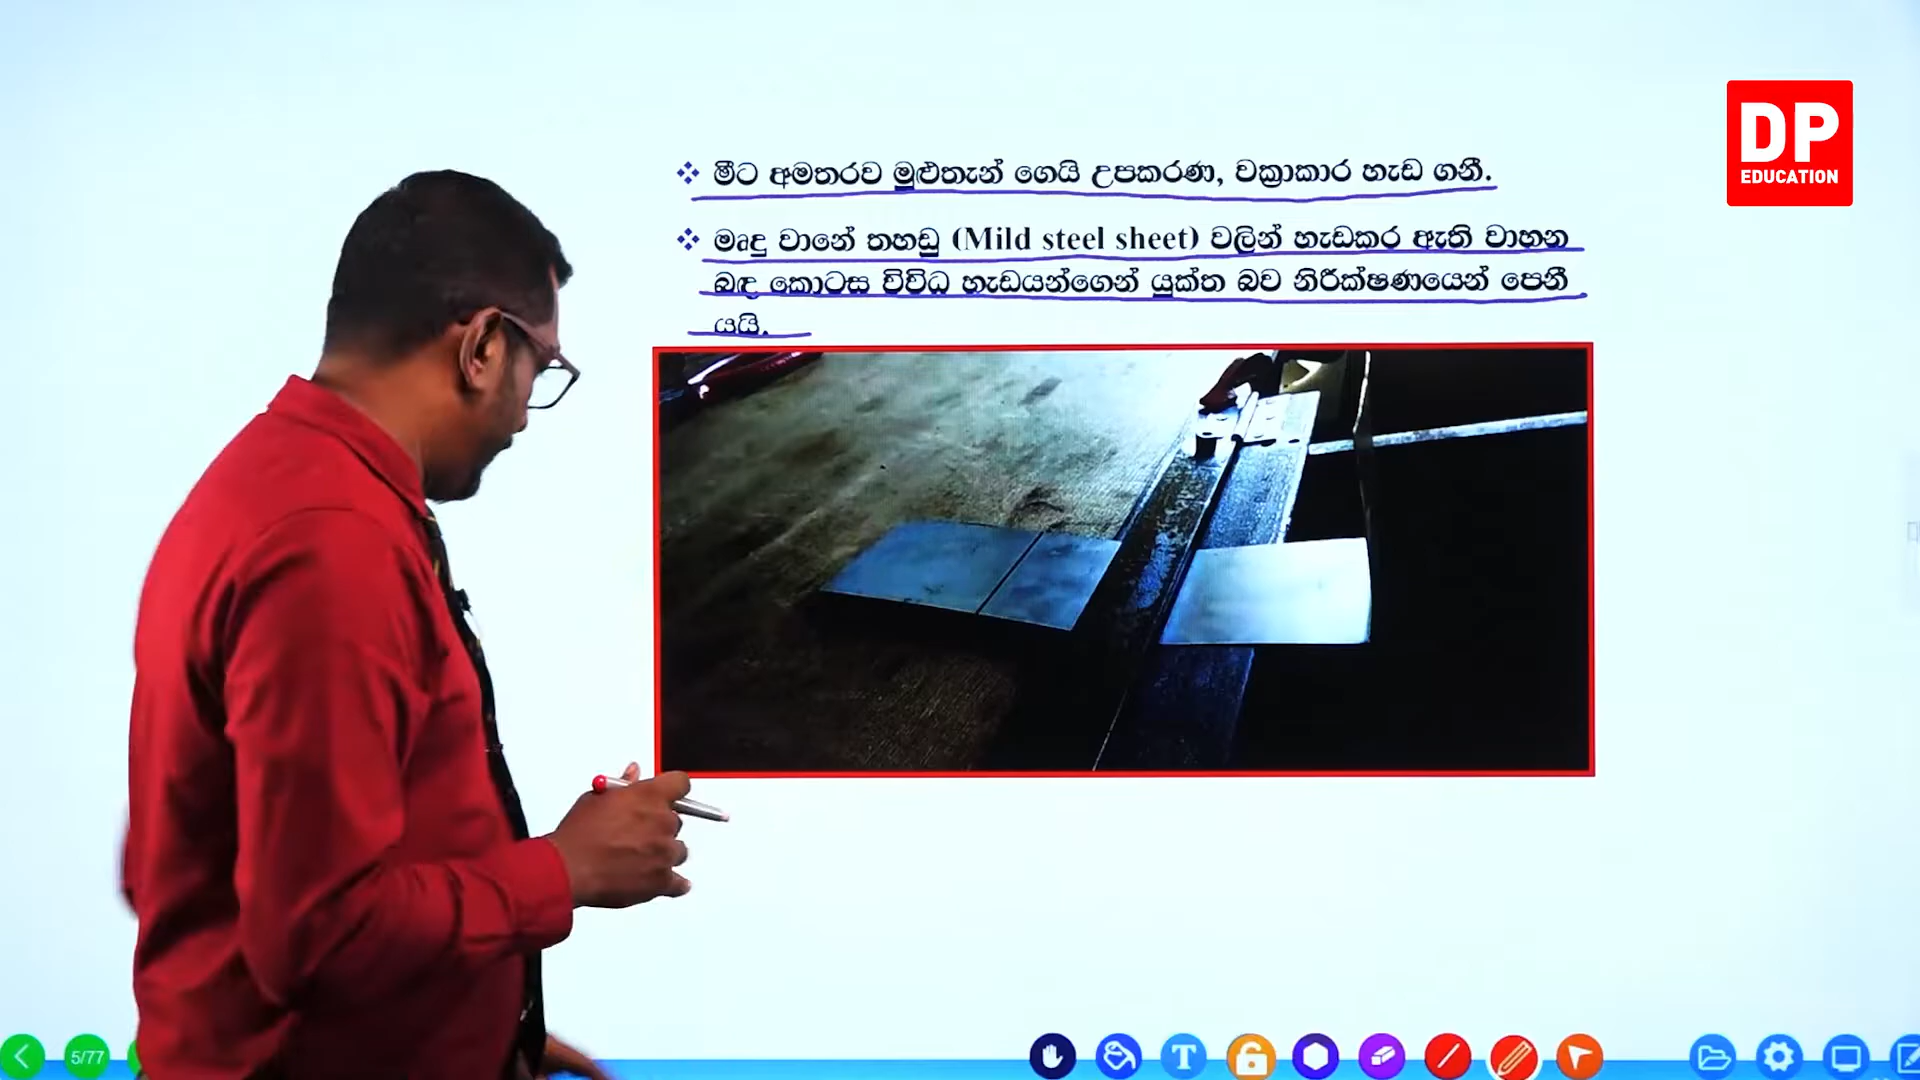 DP
EDUCATION
❖ මීට අමතරව මුළුතැන් ගෙයි උපකරණ, වක්‍රාකාර හැඩ ගනී.
❖ මෘදු වානේ තහඩු (Mild steel sheet) වලින් හැඩකර ඇති වාහන
බඳ කොටස විවිධ හැඩයන්ගෙන් යුක්ත බව නිරීක්ෂණයෙන් පෙනී
යයි.
5/77
T